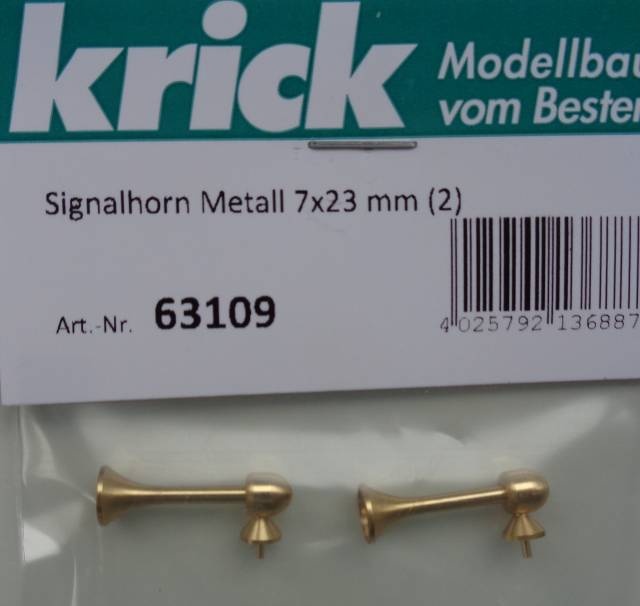 krick
Modellbau
vom Besten
Signalhorn Metall 7x23 mm (2)
Art.-Nr. 63109
4 025792 136887